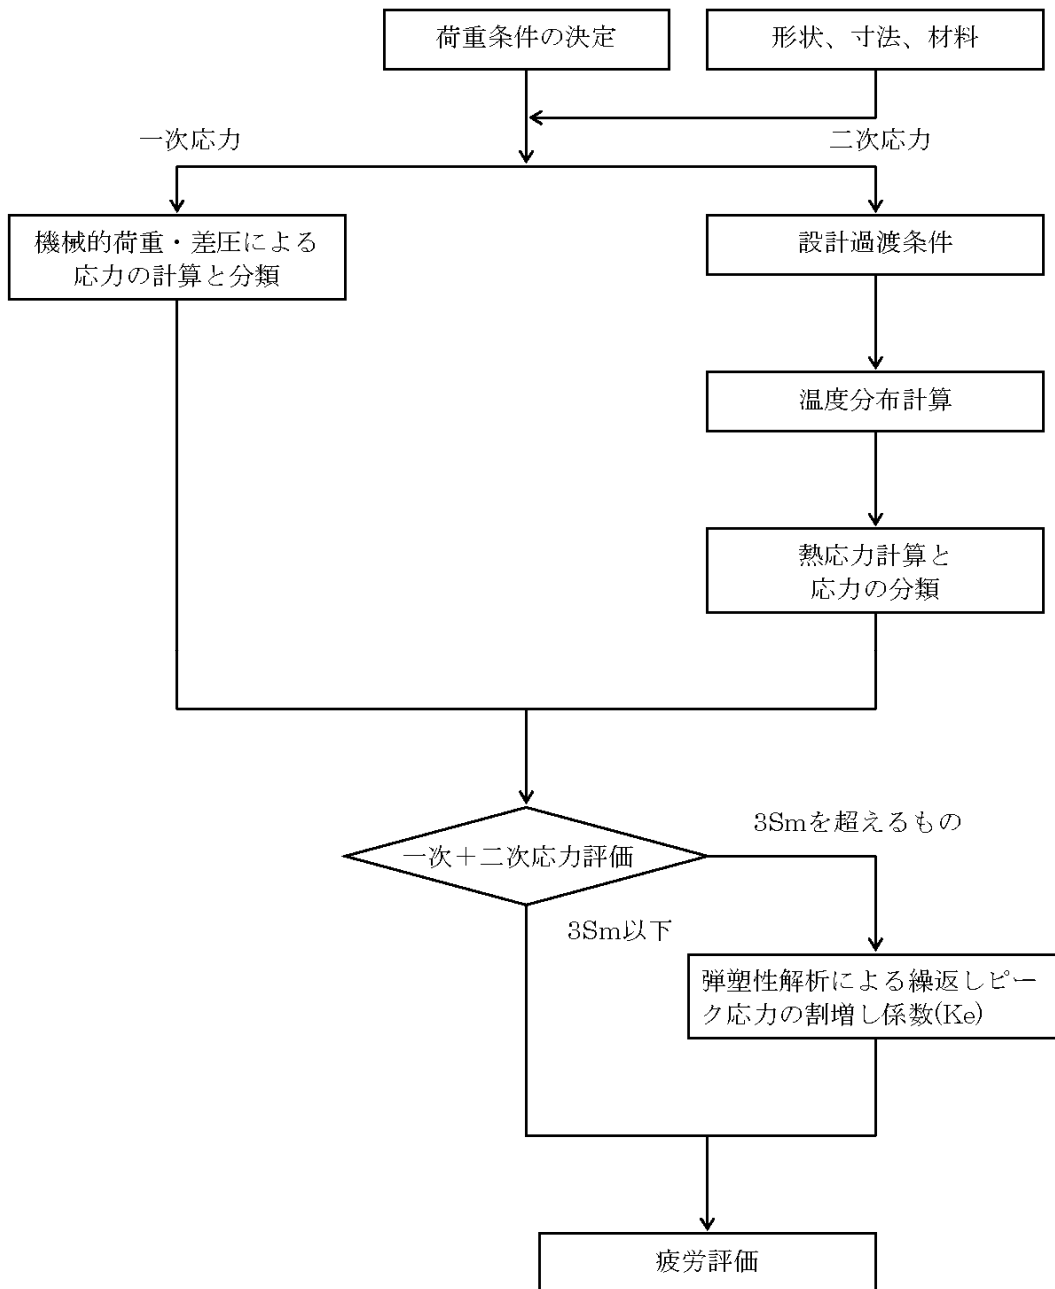 荷重条件の決定
形状、寸法、材料
一次応力
二次応力
機械的荷重・差圧による
応力の計算と分類
設計過渡条件
温度分布計算
熱応力計算と
応力の分類
一次＋二次応力評価
3Smを超えるもの
3Sm以下
弾塑性解析による繰返しピー
ク応力の割増し係数(Ke)
疲労評価